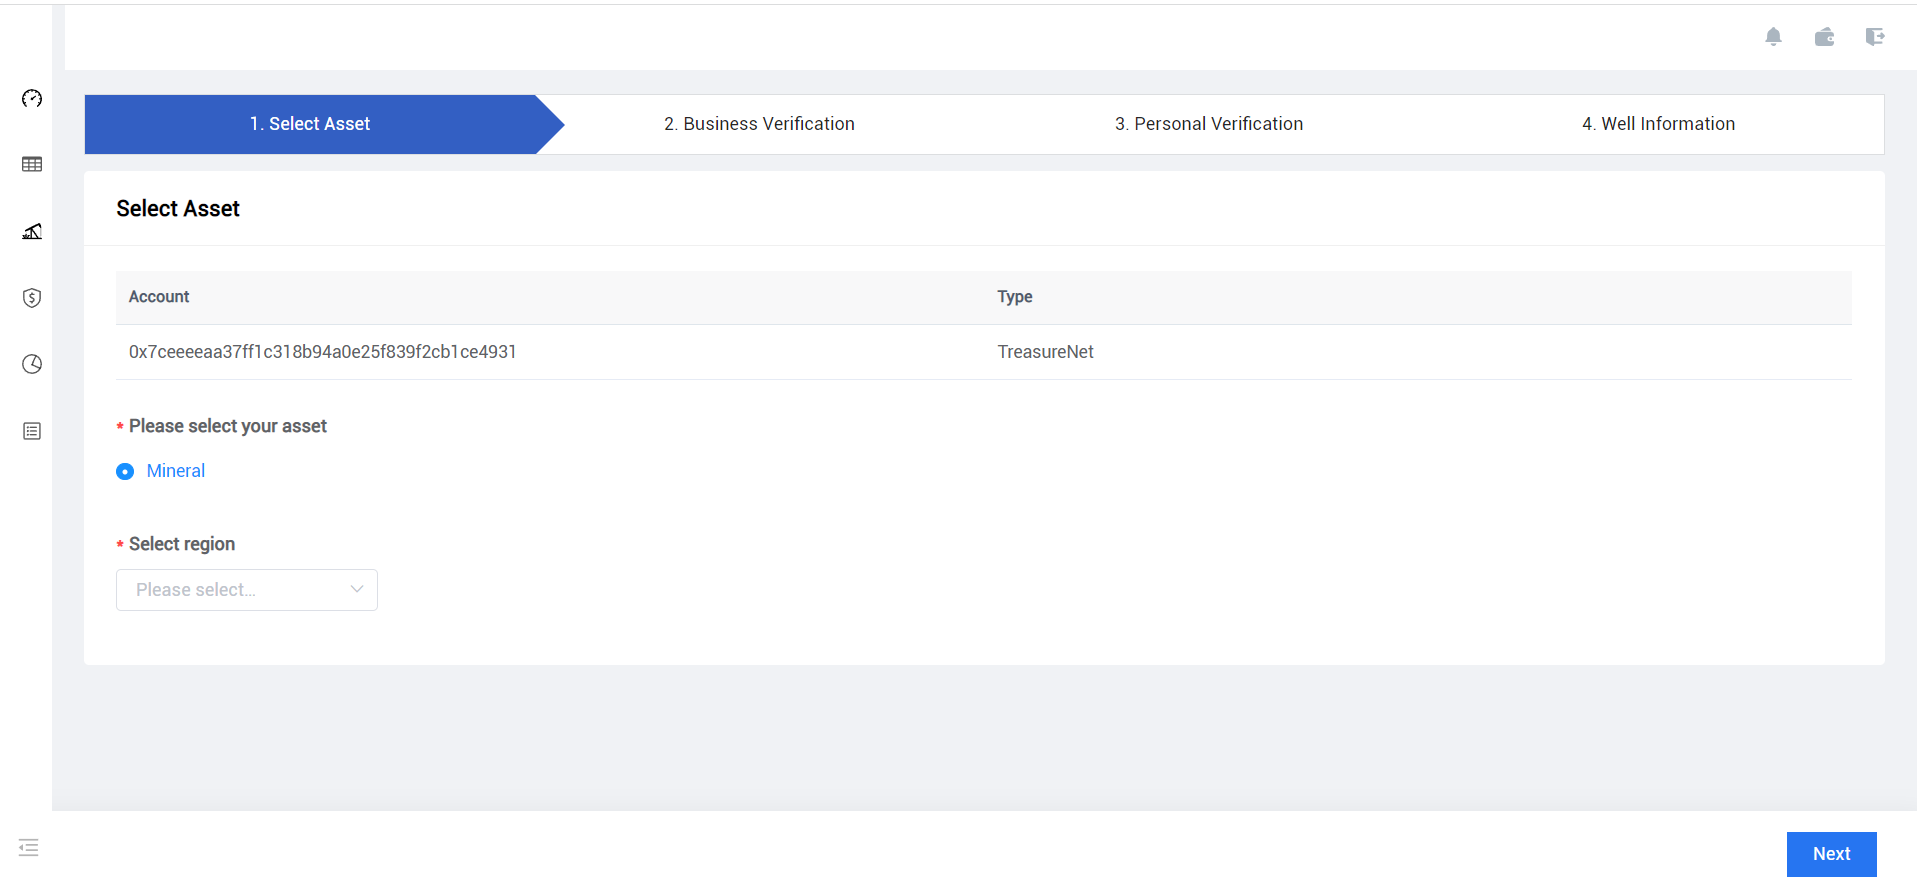 1. Select Asset
2. Business Verification
3. Personal Verification
4. Well Information
Select Asset
Account
Type
0x7ceeeeaa37ff1c318b94a0e25f839f2cb1ce4931
TreasureNet
* Please select your asset
Mineral
* Select region
Please select...
Next